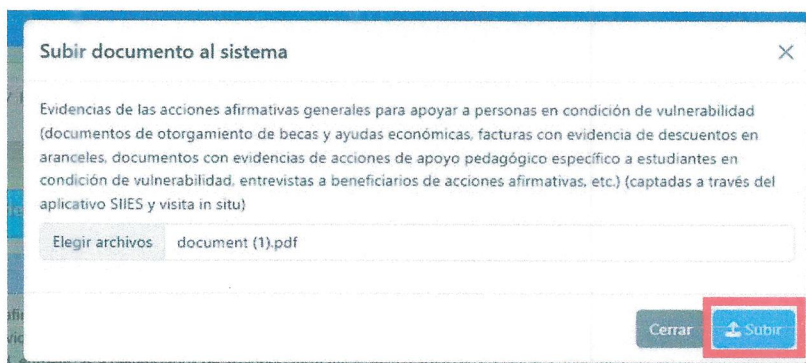 Subir documento al sistema
Evidencias de las acciones afirmativas generales para apoyar a personas en condición de vulnerabilidad
(documentos de otorgamiento de becas y ayudas económicas, facturas con evidencia de descuentos en
aranceles, documentos con evidencias de acciones de apoyo pedagógico específico a estudiantes en
condición de vulnerabilidad, entrevistas a beneficiarios de acciones afirmativas, etc.) (captadas a través del
aplicativo SIIES y visita in situ)
Elegir archivos document (1).pdf
Cerrar Subir